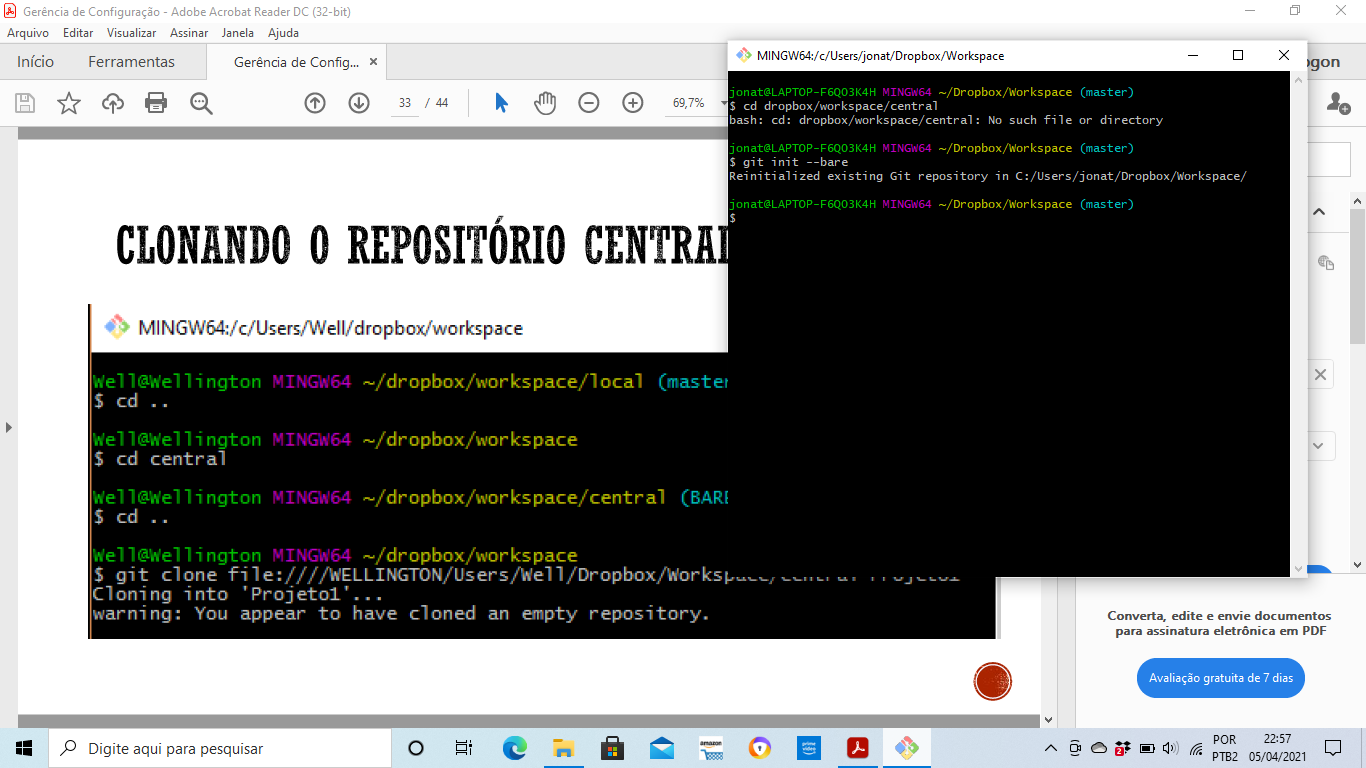 Gerência de Configuração - Adobe Acrobat Reader DC (32-bit)
Arquivo Editar Visualizar Assinar Janela Ajuda
Início Ferramentas Gerência de Config... ×
33 / 44 69,7%
CLONANDO O REPOSITÓRIO CENTRAL
MINGW64:/c/Users/Well/dropbox/workspace
Well@Wellington MINGW64 ~/dropbox/workspace/local (master
$ cd ..
Well@Wellington MINGW64 ~/dropbox/workspace
$ cd central
Well@Wellington MINGW64 ~/dropbox/workspace/central (BARE
$ cd ..
Well@Wellington MINGW64 ~/dropbox/workspace
$ git clone file:////WELLINGTON/Users/Well/Dropbox/Workspace/Central Projeto1
Cloning into 'Projeto1'...
warning: You appear to have cloned an empty repository.
MINGW64:/c/Users/jonat/Dropbox/Workspace
jonat@LAPTOP-F6QO3K4H MINGW64 ~/Dropbox/Workspace (master)
$ cd dropbox/workspace/central
bash: cd: dropbox/workspace/central: No such file or directory
jonat@LAPTOP-F6QO3K4H MINGW64 ~/Dropbox/Workspace (master)
$ git init --bare
Reinitialized existing Git repository in C:/Users/jonat/Dropbox/Workspace/
jonat@LAPTOP-F6QO3K4H MINGW64 ~/Dropbox/Workspace (master)
$
ogon
Converta, edite e envie documentos
para assinatura eletrônica em PDF
Avaliação gratuita de 7 dias
Digite aqui para pesquisar
amazon
prime video
2
POR
PTB2
22:57
05/04/2021